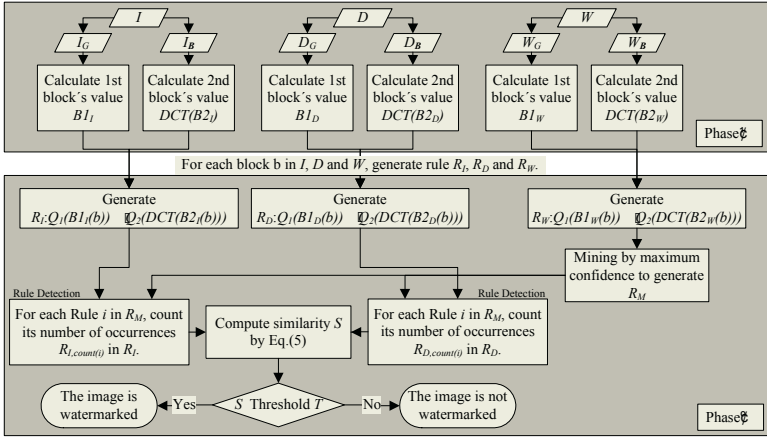 I
D
W
I_G
I_B
D_G
D_B
W_G
W_B
Calculate 1st
block´s value
B1_I
Calculate 2nd
block´s value
DCT(B2_I)
Calculate 1st
block´s value
B1_D
Calculate 2nd
block´s value
DCT(B2_D)
Calculate 1st
block´s value
B1_W
Calculate 2nd
block´s value
DCT(B2_W)
Phase
For each block b in I, D and W, generate rule R_I, R_D and R_W.
Generate
R_I:Q_1(B1_I(b)) Q_2(DCT(B2_I(b)))
Generate
R_D:Q_1(B1_D(b)) Q_2(DCT(B2_D(b)))
Generate
R_W:Q_1(B1_W(b)) Q_2(DCT(B2_W(b)))
Mining by maximum
confidence to generate
R_M
Rule Detection
For each Rule i in R_M, count
its number of occurrences
R_I,count(i) in R_I.
Compute similarity S
by Eq.(5)
Rule Detection
For each Rule i in R_M, count
its number of occurrences
R_D,count(i) in R_D.
The image is
watermarked
Yes
S Threshold T
No
The image is not
watermarked
Phase